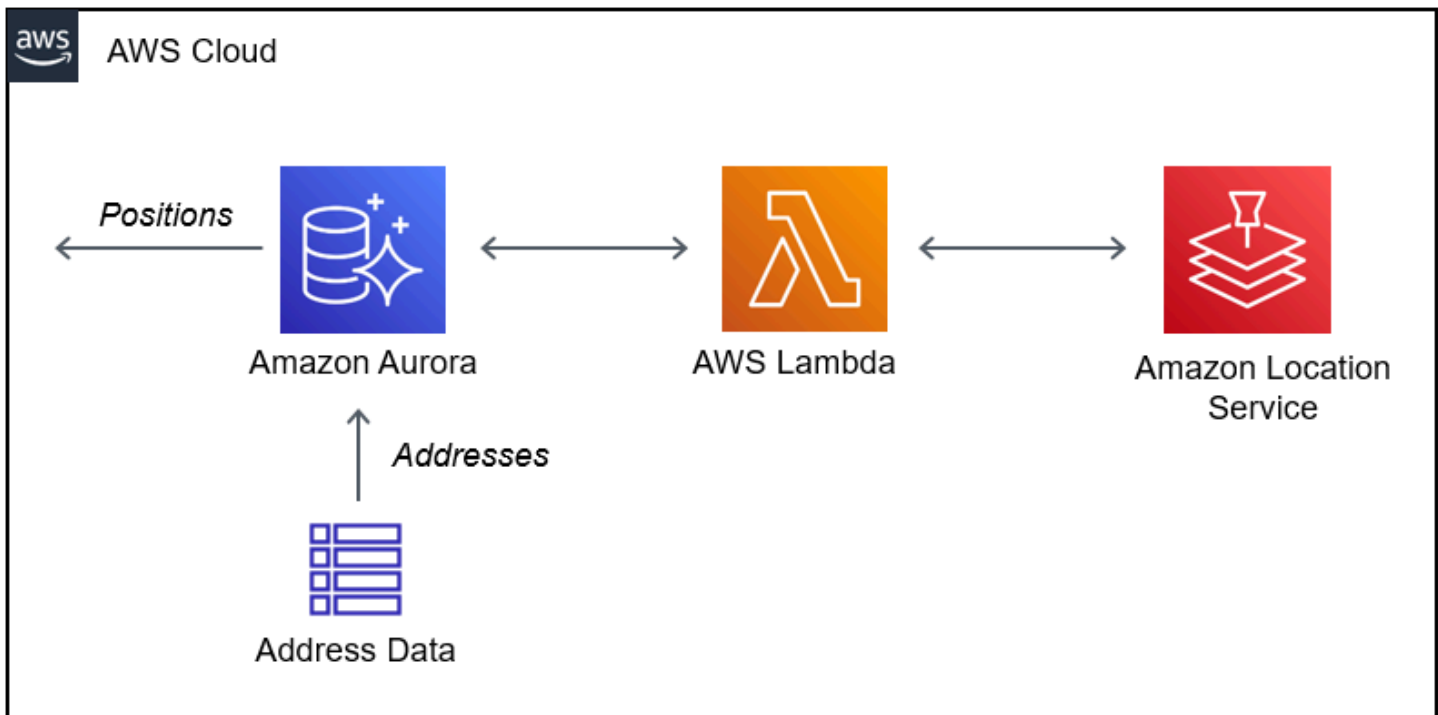 aws
AWS Cloud
Positions
Amazon Aurora
AWS Lambda
Amazon Location
Service
Addresses
Address Data